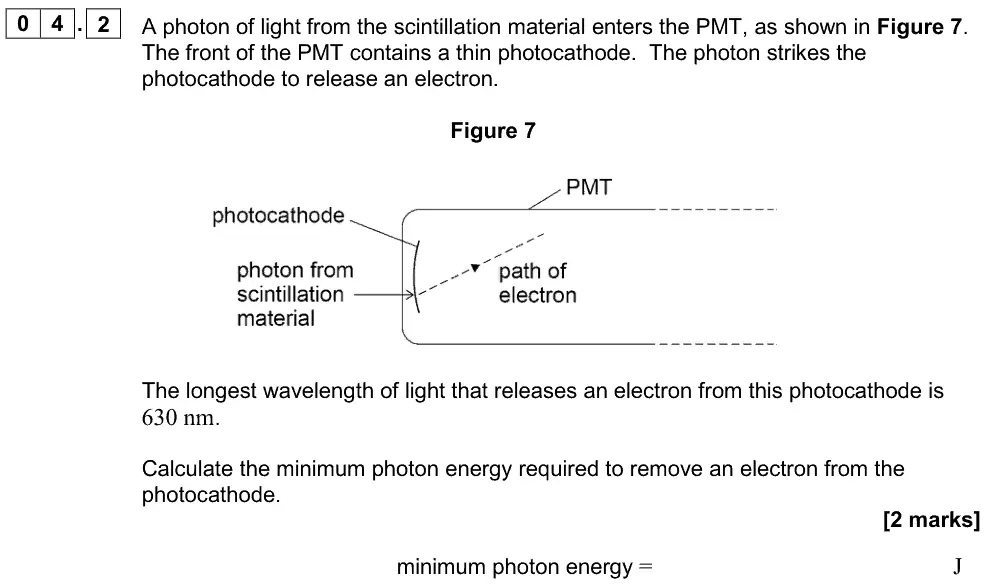 0 4 . 2 A photon of light from the scintillation material enters the PMT, as shown in Figure 7.
The front of the PMT contains a thin photocathode. The photon strikes the
photocathode to release an electron.
Figure 7
PMT
photocathode
photon from
scintillation
material
path of
electron
The longest wavelength of light that releases an electron from this photocathode is
630 nm.
Calculate the minimum photon energy required to remove an electron from the
photocathode.
[2 marks]
minimum photon energy = J